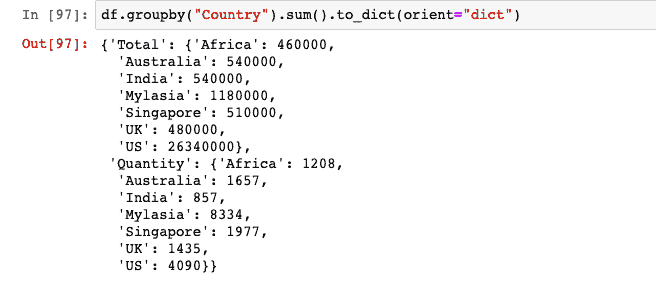 In [97]: df.groupby("Country").sum().to_dict(orient="dict")
Out[97]: {'Total': {'Africa': 460000,
'Australia': 540000,
'India': 540000,
'Mylasia': 1180000,
'Singapore': 510000,
'UK': 480000,
'US': 26340000},
'Quantity': {'Africa': 1208,
'Australia': 1657,
'India': 857,
'Mylasia': 8334,
'Singapore': 1977,
'UK': 1435,
'US': 4090}}